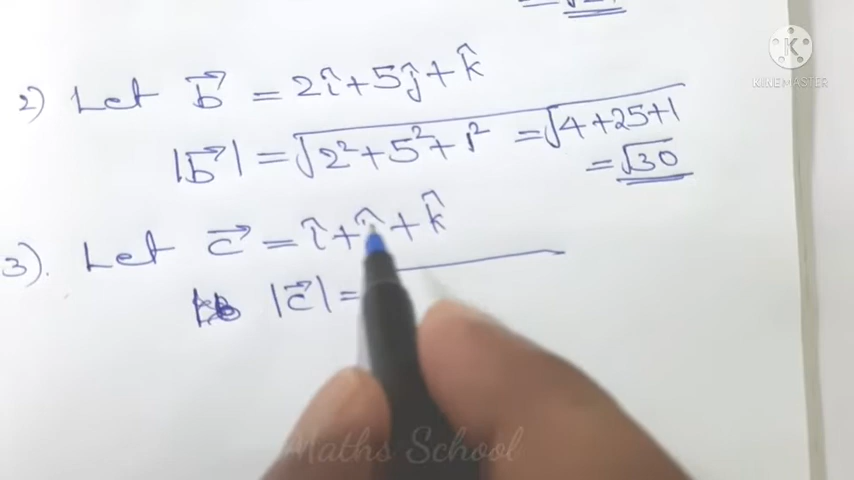 2) Let b⃗ = 2î+5ĵ+k̂
|b⃗| = √2²+5²+1² = √4+25+1
= √30
3). Let c⃗ = î+ĵ+k̂
|c⃗| =
KINEMASTER
Maths School